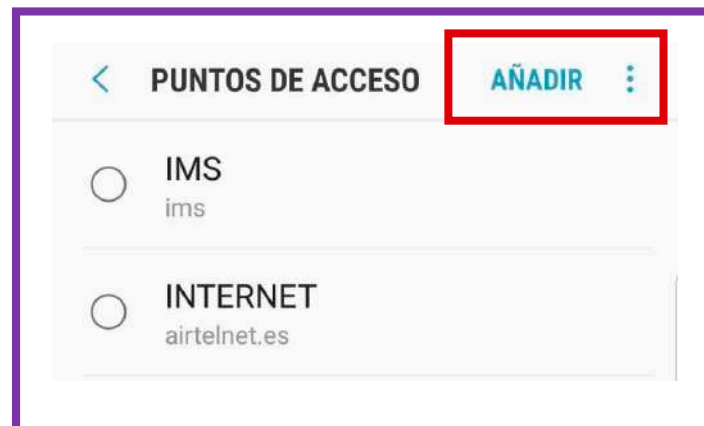 PUNTOS DE ACCESO AÑADIR
IMS
ims
INTERNET
airtelnet.es